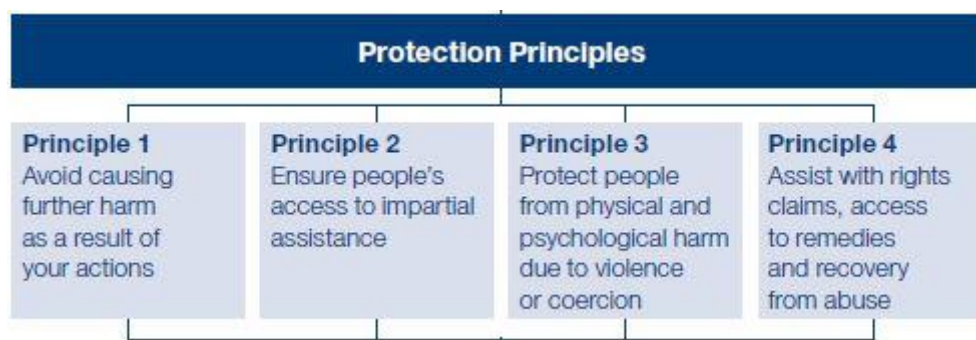 Protection Principles
Principle 1
Avoid causing
further harm
as a result of
your actions
Principle 2
Ensure people's
access to impartial
assistance
Principle 3
Protect people
from physical and
psychological harm
due to violence
or coercion
Principle 4
Assist with rights
claims, access
to remedies
and recovery
from abuse